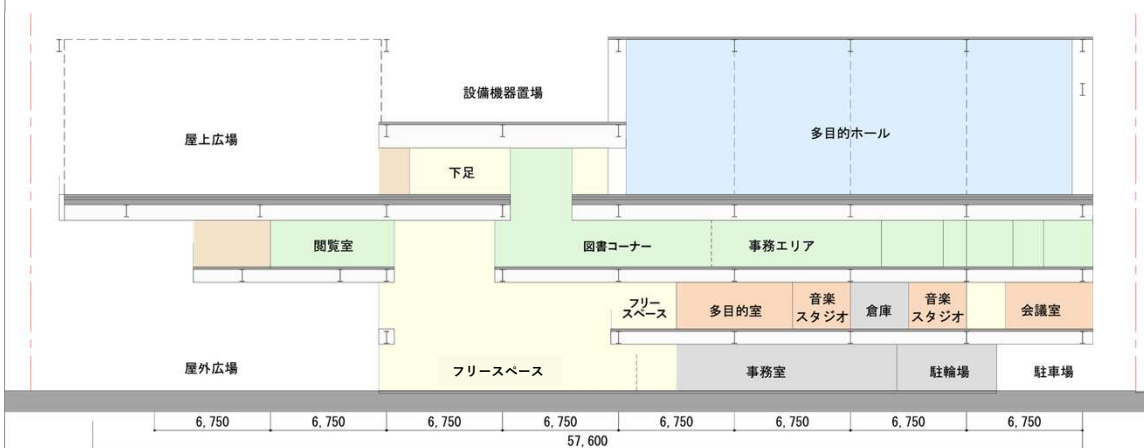 設備機器置場
屋上広場
多目的ホール
下足
閲覧室
図書コーナー
事務エリア
フリー
スペース
多目的室
音楽
スタジオ
倉庫
音楽
スタジオ
会議室
屋外広場
フリースペース
事務室
駐輪場
駐車場
6,750
6,750
6,750
6,750
6,750
6,750
6,750
6,750
57,600